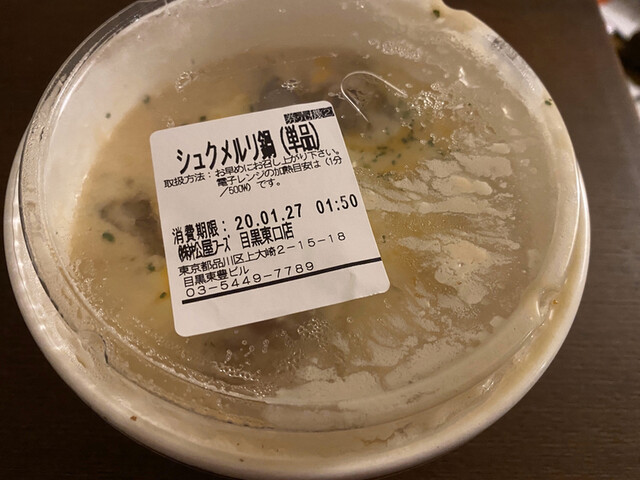 券売機2
シュクメルリ鍋(単品)
取扱方法:お早めにお召し上がり下さい。
電子レンジの加熱目安は(1分
/500W)です。
消費期限: 20.01.27 01:50
㈱松屋フーズ 目黒東口店
東京都品川区上大崎2-15-18
目黒東豊ビル
03-5449-7789